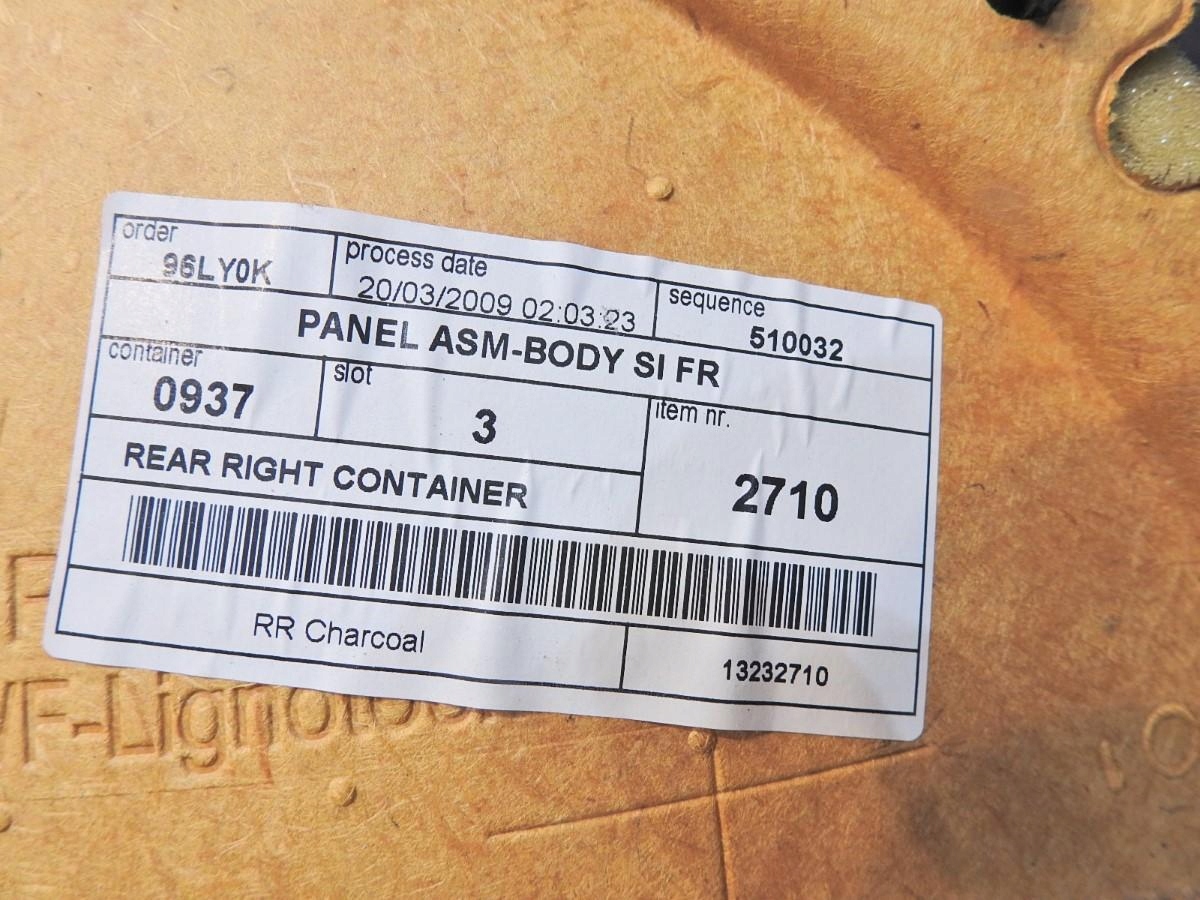 order
96LY0K
process date
20/03/2009 02:03:23
sequence
510032
PANEL ASM-BODY SI FR
container
0937
slot
3
item nr.
2710
REAR RIGHT CONTAINER
RR Charcoal
13232710